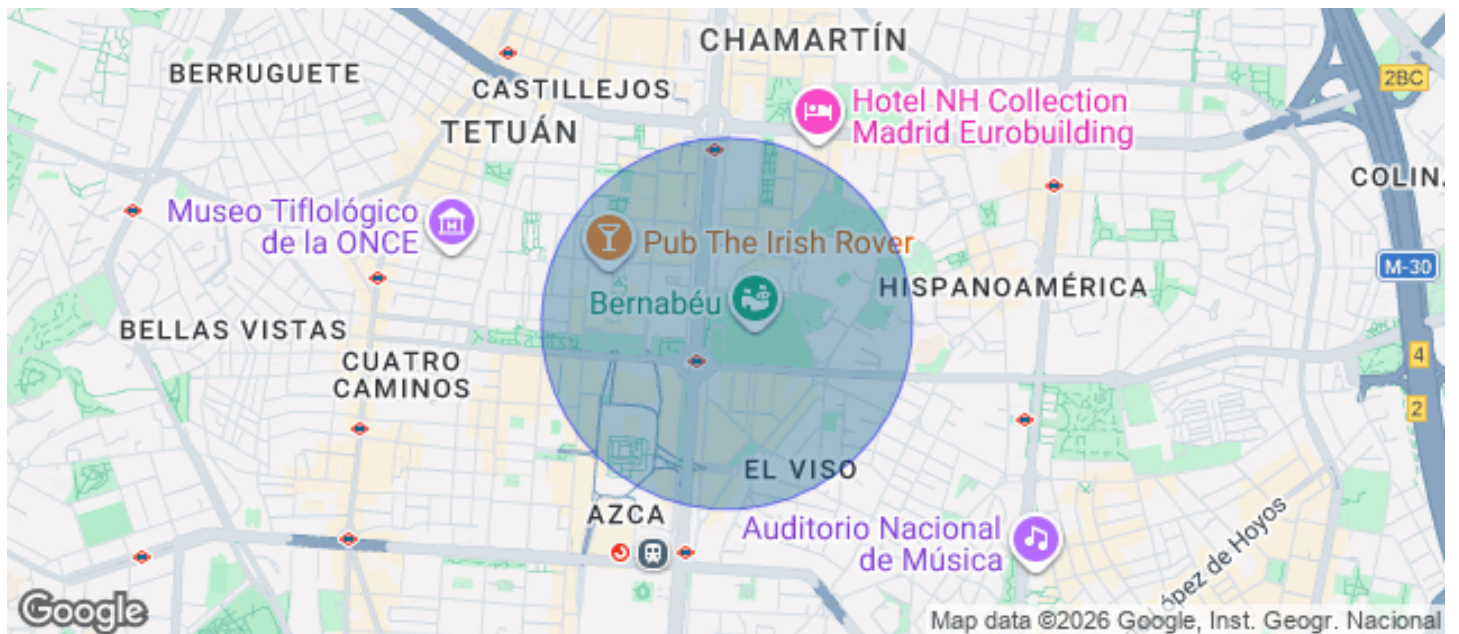 CHAMARTÍN
BERRUGUETE
CASTILLEJOS
2BC
Hotel NH Collection
Madrid Eurobuilding
TETUÁN
COLIN
Museo Tiflológico
de la ONCE
Pub The Irish Rover
M-30
HISPANOAMÉRICA
Bernabéu
BELLAS VISTAS
CUATRO
CAMINOS
4
2
EL VISO
AZCA
Auditorio Nacional
de Música
ópez de Hoyos
Google
Map data ©2026 Google, Inst. Geogr. Nacional